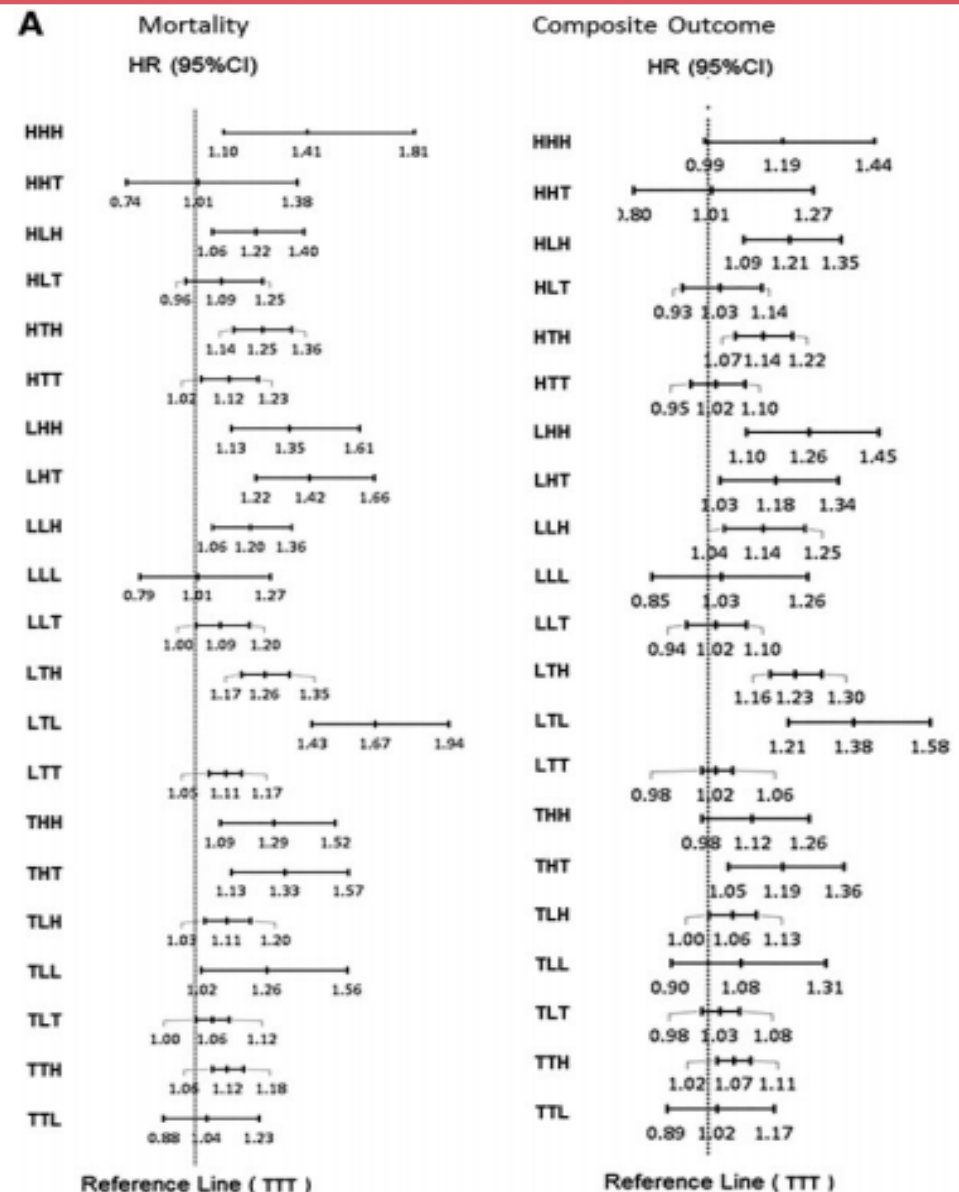 A
Mortality
HR (95%CI)
HHH
1.10 1.41 1.81
HHT
0.74 1.01 1.38
HLH
1.06 1.22 1.40
HLT
0.96 1.09 1.25
HTH
1.14 1.25 1.36
HTT
1.02 1.12 1.23
LHH
1.13 1.35 1.61
LHT
1.22 1.42 1.66
LLH
1.06 1.20 1.36
LLL
0.79 1.01 1.27
LLT
1.00 1.09 1.20
LTH
1.17 1.26 1.35
LTL
1.43 1.67 1.94
LTT
1.05 1.11 1.17
THH
1.09 1.29 1.52
THT
1.13 1.33 1.57
TLH
1.03 1.11 1.20
TLL
1.02 1.26 1.56
TLT
1.00 1.06 1.12
TTH
1.06 1.12 1.18
TTL
0.88 1.04 1.23
Reference Line ( TTT )
Composite Outcome
HR (95%CI)
HHH
0.99 1.19 1.44
HHT
0.80 1.01 1.27
HLH
1.09 1.21 1.35
HLT
0.93 1.03 1.14
HTH
1.07 1.14 1.22
HTT
0.95 1.02 1.10
LHH
1.10 1.26 1.45
LHT
1.03 1.18 1.34
LLH
1.04 1.14 1.25
LLL
0.85 1.03 1.26
LLT
0.94 1.02 1.10
LTH
1.16 1.23 1.30
LTL
1.21 1.38 1.58
LTT
0.98 1.02 1.06
THH
0.98 1.12 1.26
THT
1.05 1.19 1.36
TLH
1.00 1.06 1.13
TLL
0.90 1.08 1.31
TLT
0.98 1.03 1.08
TTH
1.02 1.07 1.11
TTL
0.89 1.02 1.17
Reference Line ( TTT )